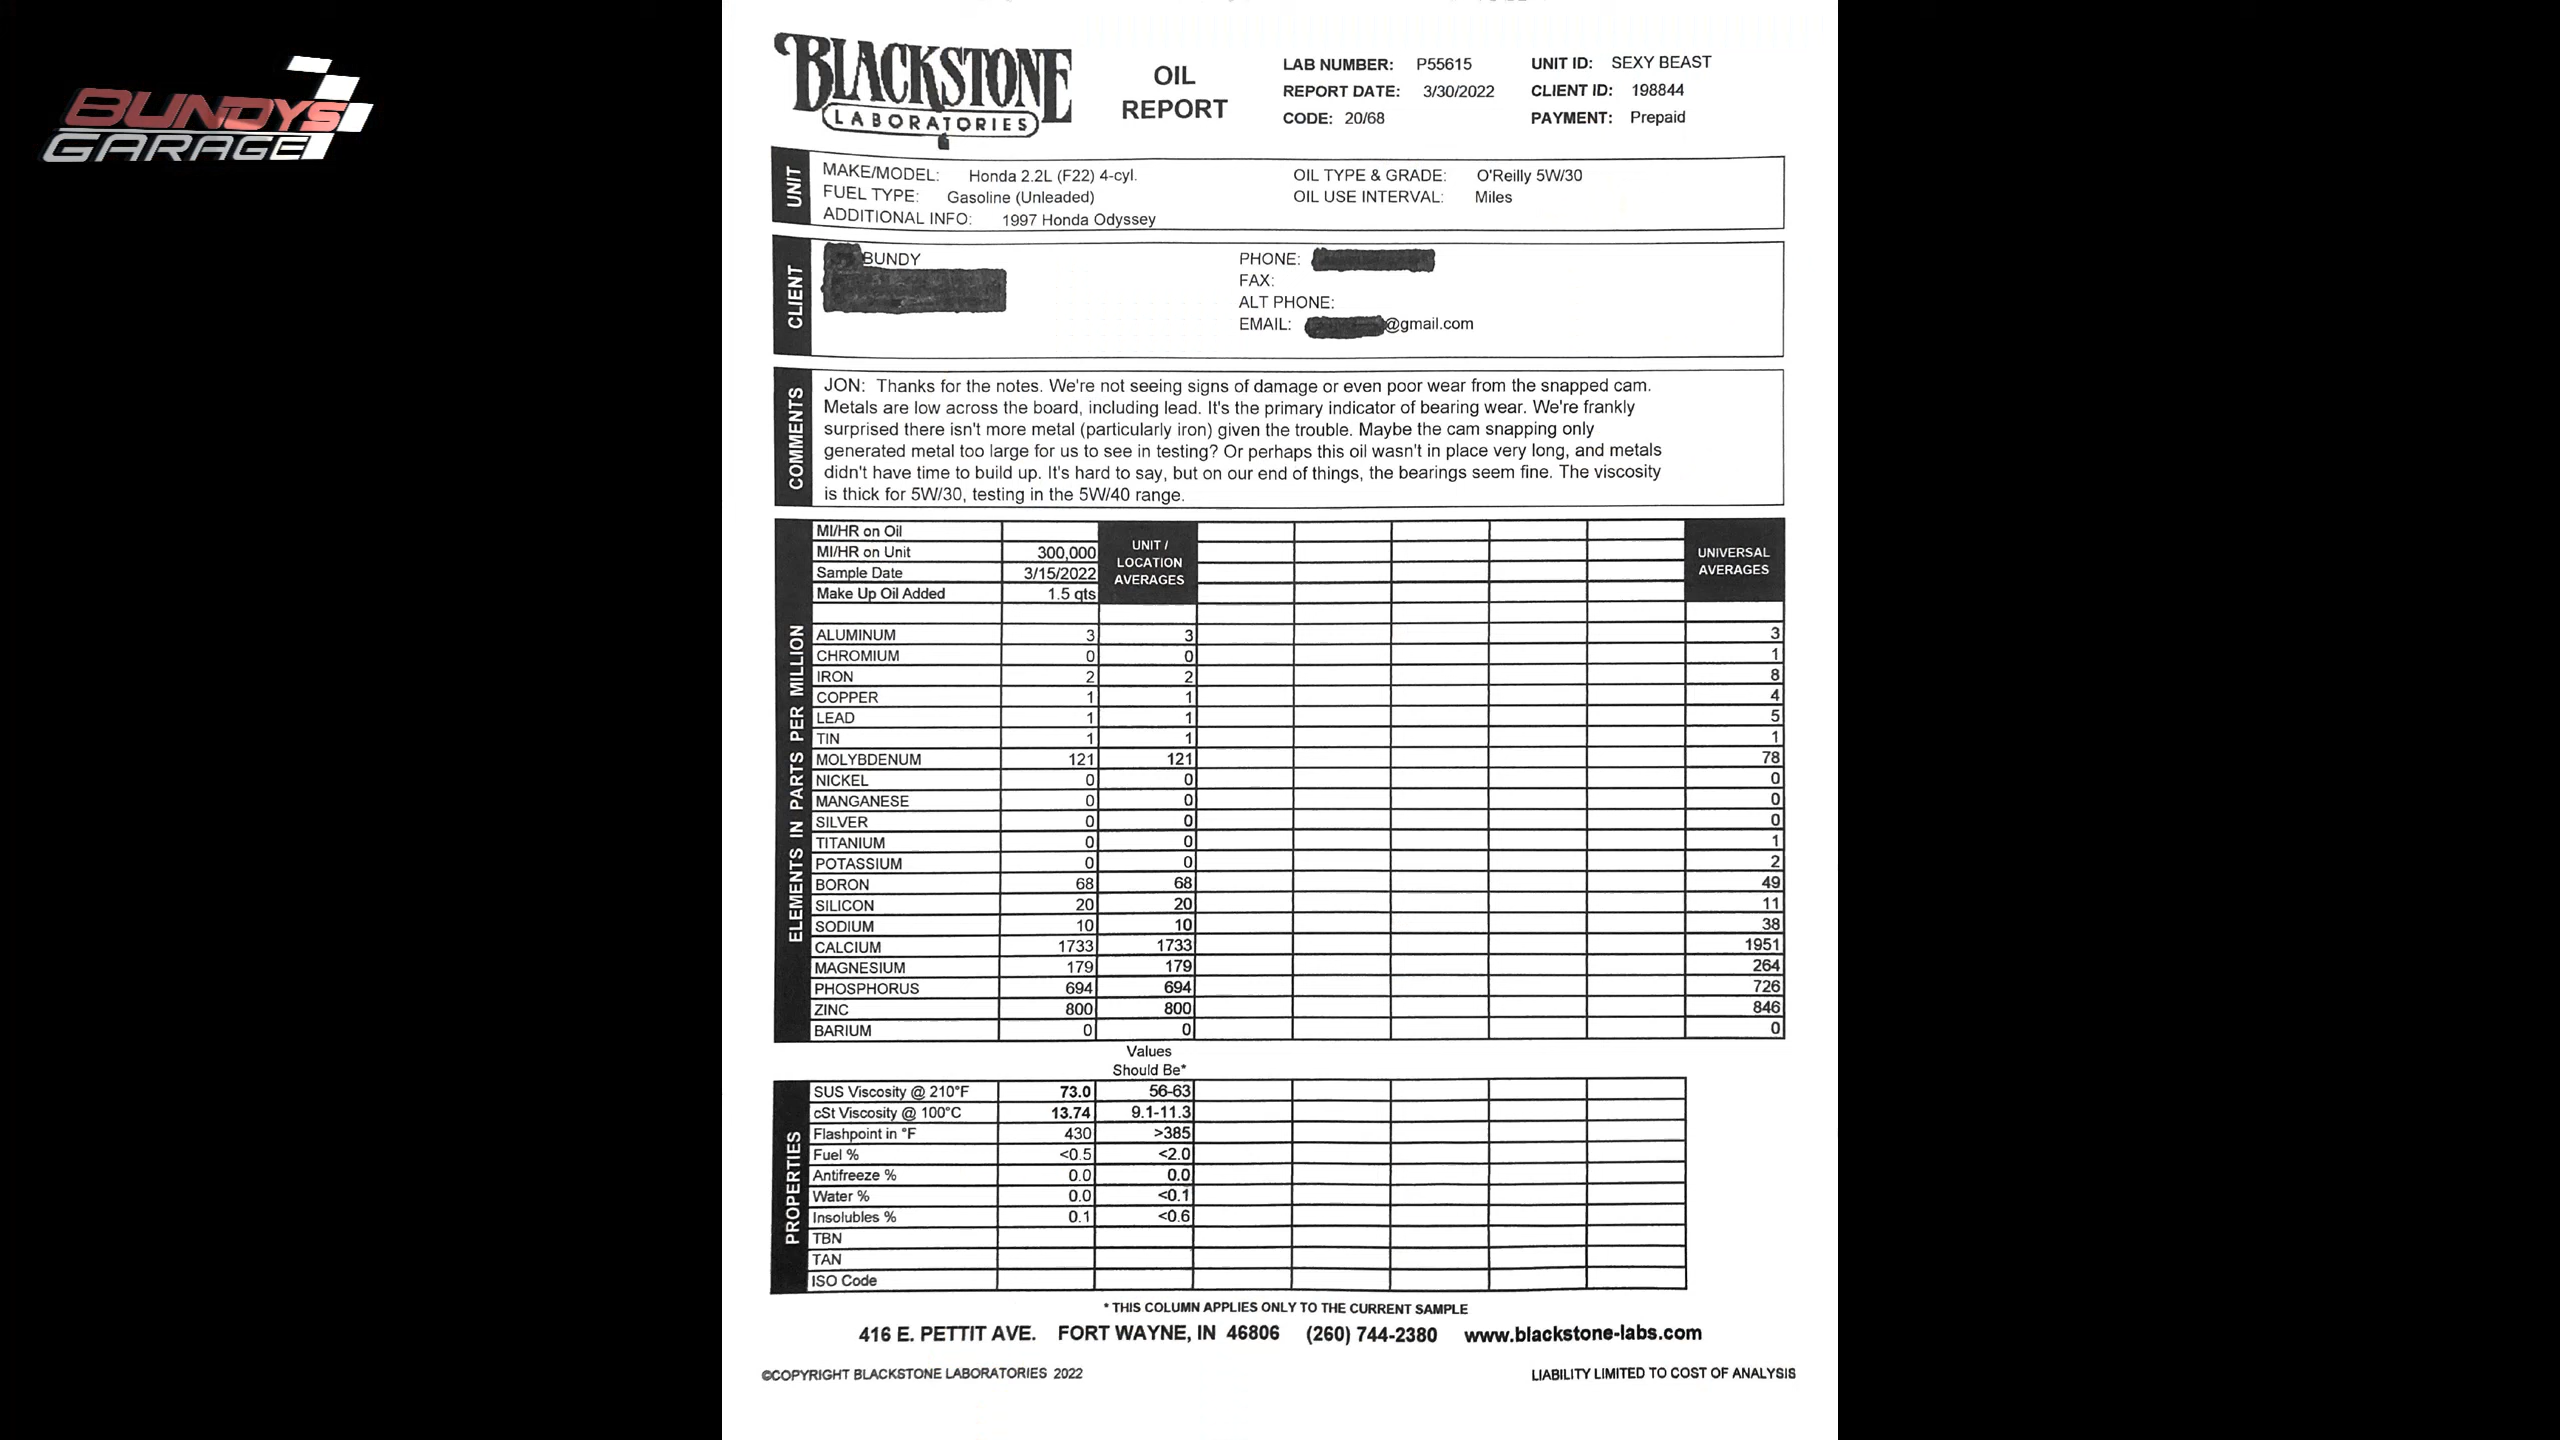 BUNDYS
GARAGE
BLACKSTONE
LABORATORIES
OIL
REPORT
LAB NUMBER: P55615
REPORT DATE: 3/30/2022
CODE: 20/68
UNIT ID: SEXY BEAST
CLIENT ID: 198844
PAYMENT: Prepaid
UNIT
MAKE/MODEL: Honda 2.2L (F22) 4-cyl.
FUEL TYPE: Gasoline (Unleaded)
ADDITIONAL INFO: 1997 Honda Odyssey
OIL TYPE & GRADE: O'Reilly 5W/30
OIL USE INTERVAL: Miles
CLIENT
BUNDY
PHONE:
FAX:
ALT PHONE:
EMAIL: @gmail.com
COMMENTS
JON: Thanks for the notes. We're not seeing signs of damage or even poor wear from the snapped cam.
Metals are low across the board, including lead. It's the primary indicator of bearing wear. We're frankly
surprised there isn't more metal (particularly iron) given the trouble. Maybe the cam snapping only
generated metal too large for us to see in testing? Or perhaps this oil wasn't in place very long, and metals
didn't have time to build up. It's hard to say, but on our end of things, the bearings seem fine. The viscosity
is thick for 5W/30, testing in the 5W/40 range.
ELEMENTS IN PARTS PER MILLION
MI/HR on Oil
MI/HR on Unit 300,000
Sample Date 3/15/2022
Make Up Oil Added 1.5 qts
UNIT /
LOCATION
AVERAGES
UNIVERSAL
AVERAGES
ALUMINUM 3 3 3
CHROMIUM 0 0 1
IRON 2 2 8
COPPER 1 1 4
LEAD 1 1 5
TIN 1 1 1
MOLYBDENUM 121 121 78
NICKEL 0 0 0
MANGANESE 0 0 0
SILVER 0 0 0
TITANIUM 0 0 1
POTASSIUM 0 0 2
BORON 68 68 49
SILICON 20 20 11
SODIUM 10 10 38
CALCIUM 1733 1733 1951
MAGNESIUM 179 179 264
PHOSPHORUS 694 694 726
ZINC 800 800 846
BARIUM 0 0 0
Values
Should Be*
PROPERTIES
SUS Viscosity @ 210°F 73.0 56-63
cSt Viscosity @ 100°C 13.74 9.1-11.3
Flashpoint in °F 430 >385
Fuel % <0.5 <2.0
Antifreeze % 0.0 0.0
Water % 0.0 <0.1
Insolubles % 0.1 <0.6
TBN
TAN
ISO Code
* THIS COLUMN APPLIES ONLY TO THE CURRENT SAMPLE
416 E. PETTIT AVE. FORT WAYNE, IN 46806 (260) 744-2380 www.blackstone-labs.com
©COPYRIGHT BLACKSTONE LABORATORIES 2022
LIABILITY LIMITED TO COST OF ANALYSIS